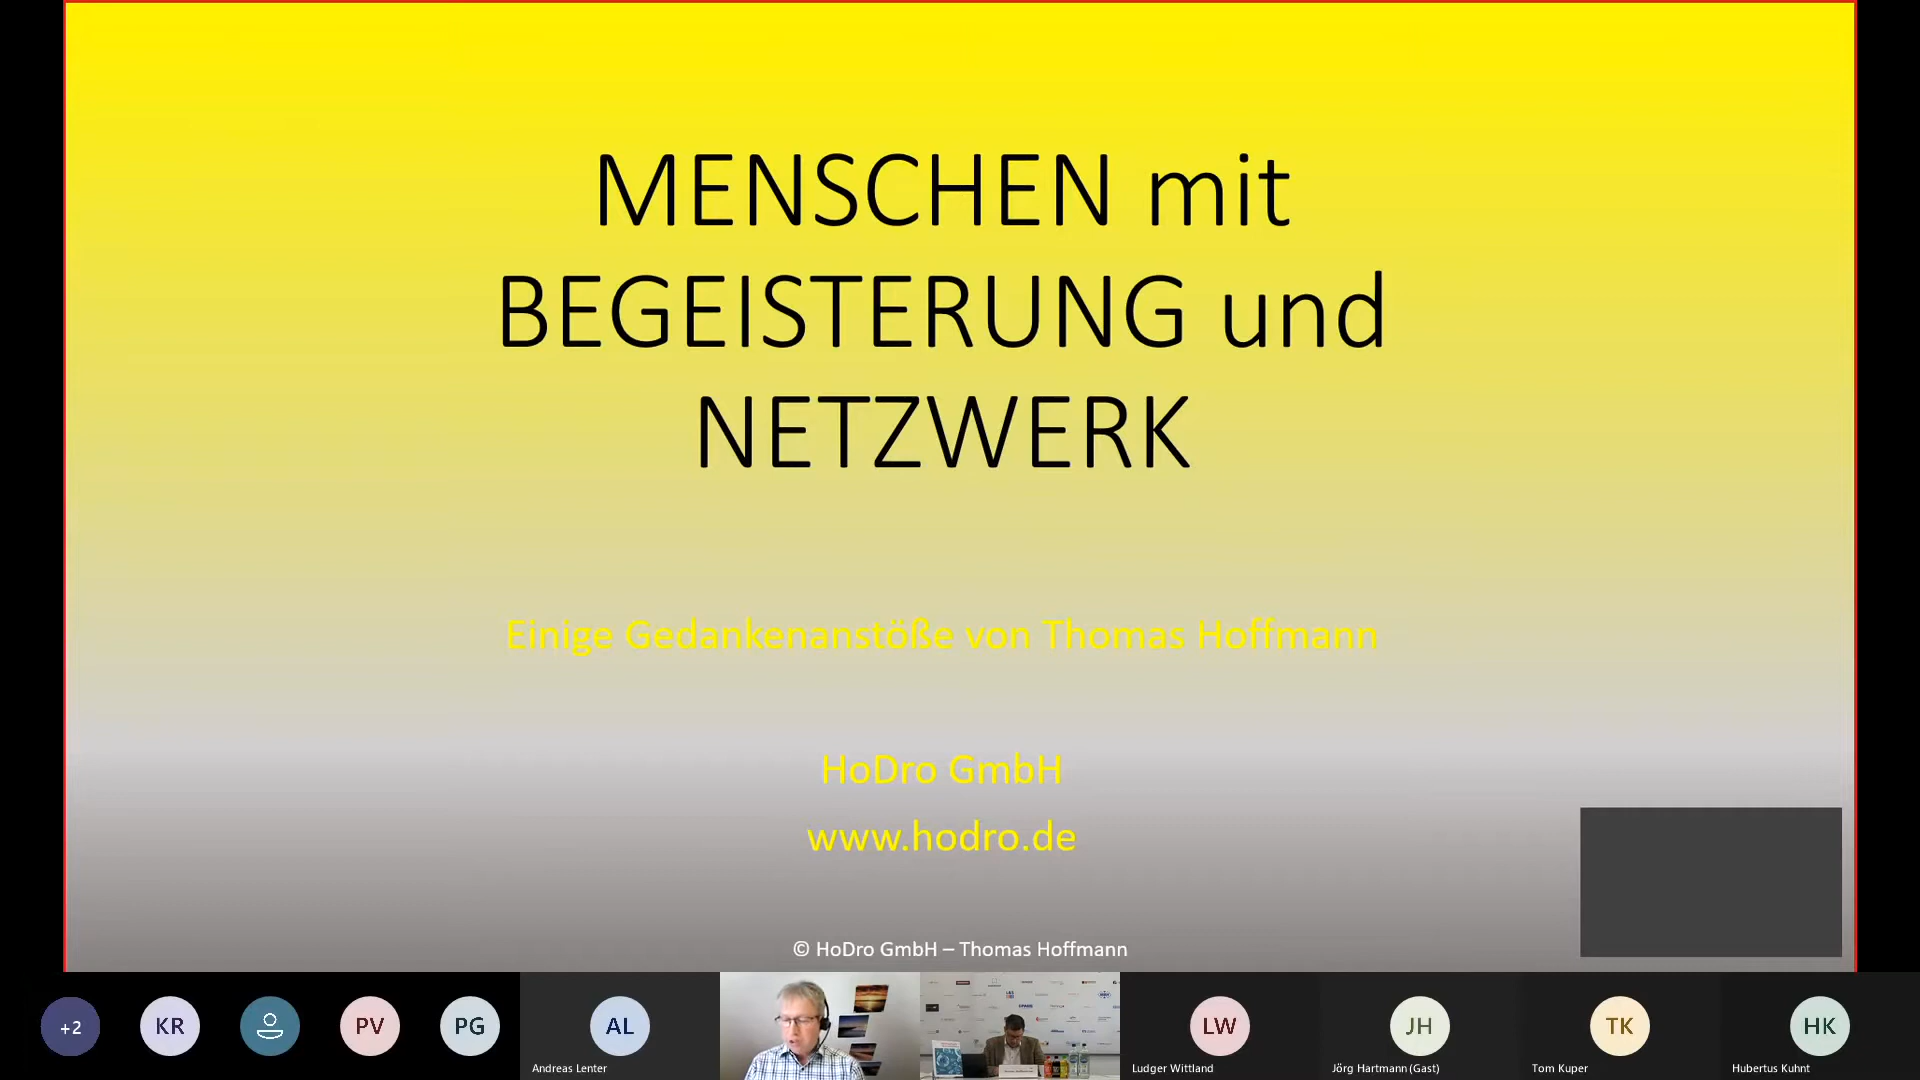 MENSCHEN mit
BEGEISTERUNG und
NETZWERK
Einige Gedankenanstöße von Thomas Hoffmann
HoDro GmbH
www.hodro.de
© HoDro GmbH – Thomas Hoffmann
+2
KR
PV
PG
AL
Andreas Lenter
LW
Ludger Wittland
JH
Jörg Hartmann (Gast)
TK
Tom Kuper
HK
Hubertus Kuhnt